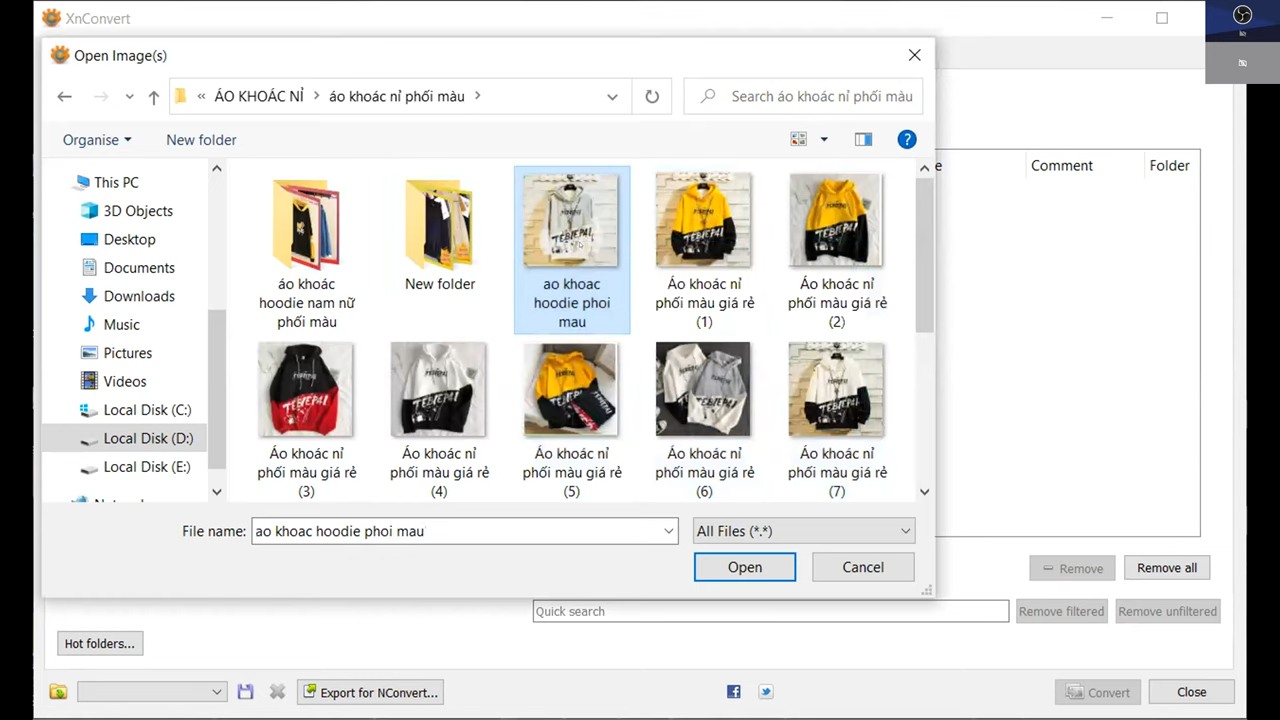 XnConvert
Open Image(s)
« ÁO KHOÁC NỈ > áo khoác nỉ phối màu >
Search áo khoác nỉ phối màu
Organise
New folder
This PC
3D Objects
Desktop
Documents
Downloads
Music
Pictures
Videos
Local Disk (C:)
Local Disk (D:)
Local Disk (E:)
áo khoác
hoodie nam nữ
phối màu
New folder
ao khoac
hoodie phoi
mau
Áo khoác nỉ
phối màu giá rẻ
(1)
Áo khoác nỉ
phối màu giá rẻ
(2)
Áo khoác nỉ
phối màu giá rẻ
(3)
Áo khoác nỉ
phối màu giá rẻ
(4)
Áo khoác nỉ
phối màu giá rẻ
(5)
Áo khoác nỉ
phối màu giá rẻ
(6)
Áo khoác nỉ
phối màu giá rẻ
(7)
File name:
ao khoac hoodie phoi mau
All Files (*.*)
Open
Cancel
Comment
Folder
Remove
Remove all
Quick search
Remove filtered
Remove unfiltered
Hot folders...
Export for NConvert...
Convert
Close